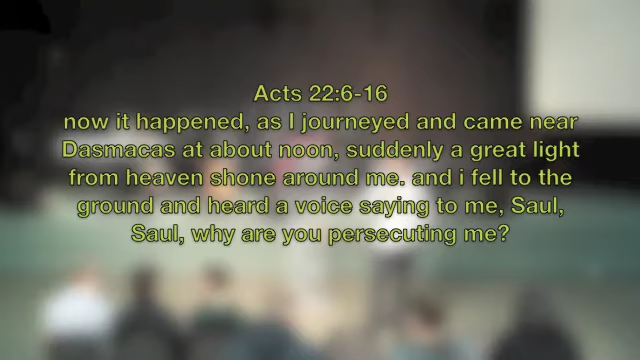 Acts 22:6-16
now it happened, as I journeyed and came near
Dasmacas at about noon, suddenly a great light
from heaven shone around me. and i fell to the
ground and heard a voice saying to me, Saul,
Saul, why are you persecuting me?